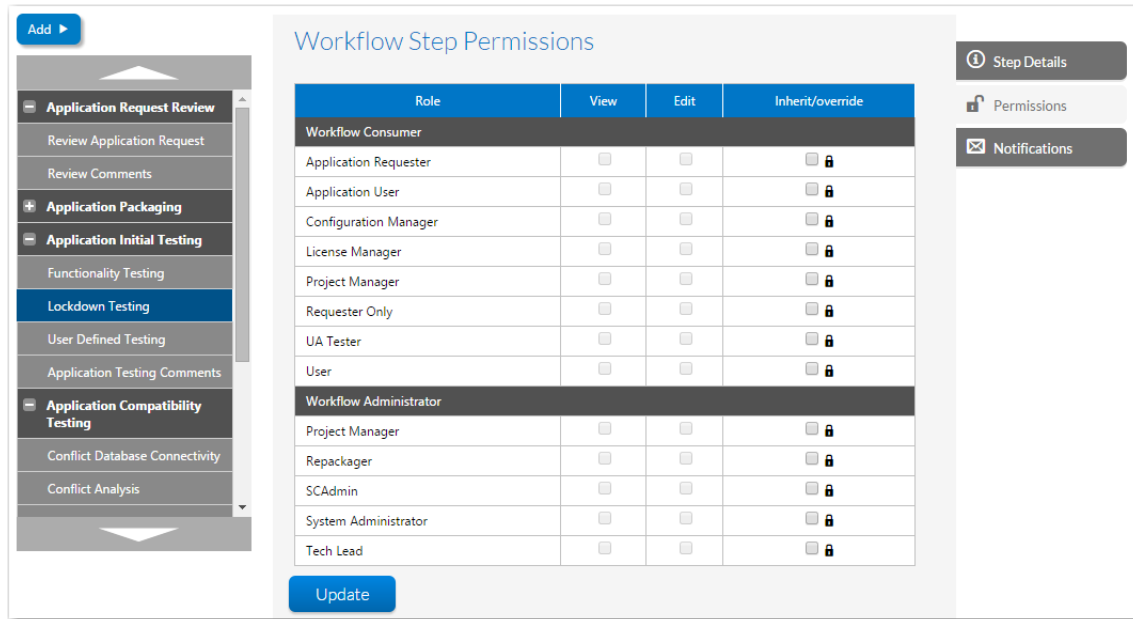 Add
Workflow Step Permissions
Application Request Review
Review Application Request
Review Comments
Application Packaging
Application Initial Testing
Functionality Testing
Lockdown Testing
User Defined Testing
Application Testing Comments
Application Compatibility
Testing
Conflict Database Connectivity
Conflict Analysis
Role View Edit Inherit/override
Workflow Consumer
Application Requester
Application User
Configuration Manager
License Manager
Project Manager
Requester Only
UA Tester
User
Workflow Administrator
Project Manager
Repackager
SCAdmin
System Administrator
Tech Lead
Update
Step Details
Permissions
Notifications